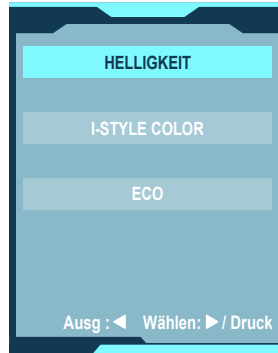 HELLIGKEIT
I-STYLE COLOR
ECO
Ausg : ◀ Wählen: ▶ / Druck